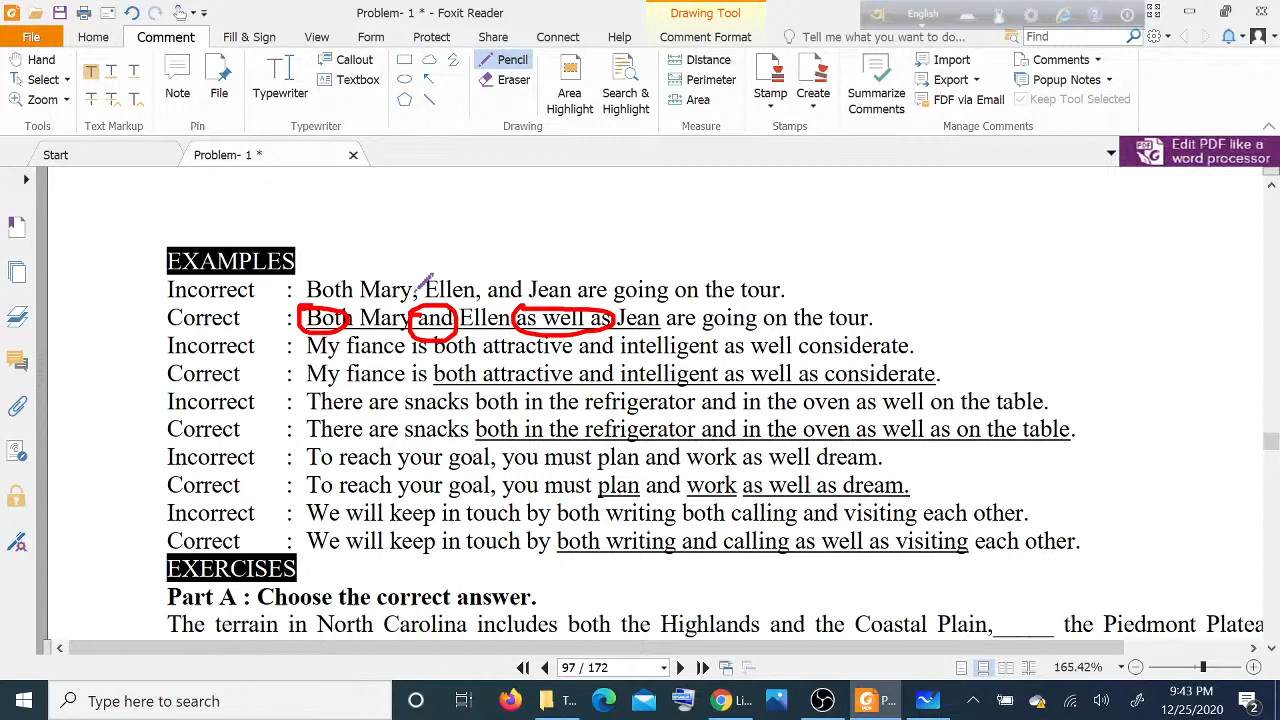 Problem- 1 * - Foxit Reader
Drawing Tool
English
File
Home
Comment
Fill & Sign
View
Form
Protect
Share
Connect
Help
Comment Format
Tell me what you want to do...
Find
Hand
Select
Zoom
Tools
Text Markup
Note
File
Pin
Typewriter
Callout
Textbox
Typewriter
Pencil
Eraser
Area Highlight
Search & Highlight
Drawing
Distance
Perimeter
Area
Measure
Stamp
Create
Stamps
Summarize Comments
Import
Export
FDF via Email
Comments
Popup Notes
Keep Tool Selected
Manage Comments
Start
Problem- 1 *
Edit PDF like a
word processor
EXAMPLES
Incorrect : Both Mary, Ellen, and Jean are going on the tour.
Correct : Both Mary and Ellen as well as Jean are going on the tour.
Incorrect : My fiance is both attractive and intelligent as well considerate.
Correct : My fiance is both attractive and intelligent as well as considerate.
Incorrect : There are snacks both in the refrigerator and in the oven as well on the table.
Correct : There are snacks both in the refrigerator and in the oven as well as on the table.
Incorrect : To reach your goal, you must plan and work as well dream.
Correct : To reach your goal, you must plan and work as well as dream.
Incorrect : We will keep in touch by both writing both calling and visiting each other.
Correct : We will keep in touch by both writing and calling as well as visiting each other.
EXERCISES
Part A : Choose the correct answer.
The terrain in North Carolina includes both the Highlands and the Coastal Plain,_____ the Piedmont Platea
97 / 172
165.42%
Type here to search
T...
Li...
P...
9:43 PM
12/25/2020
2